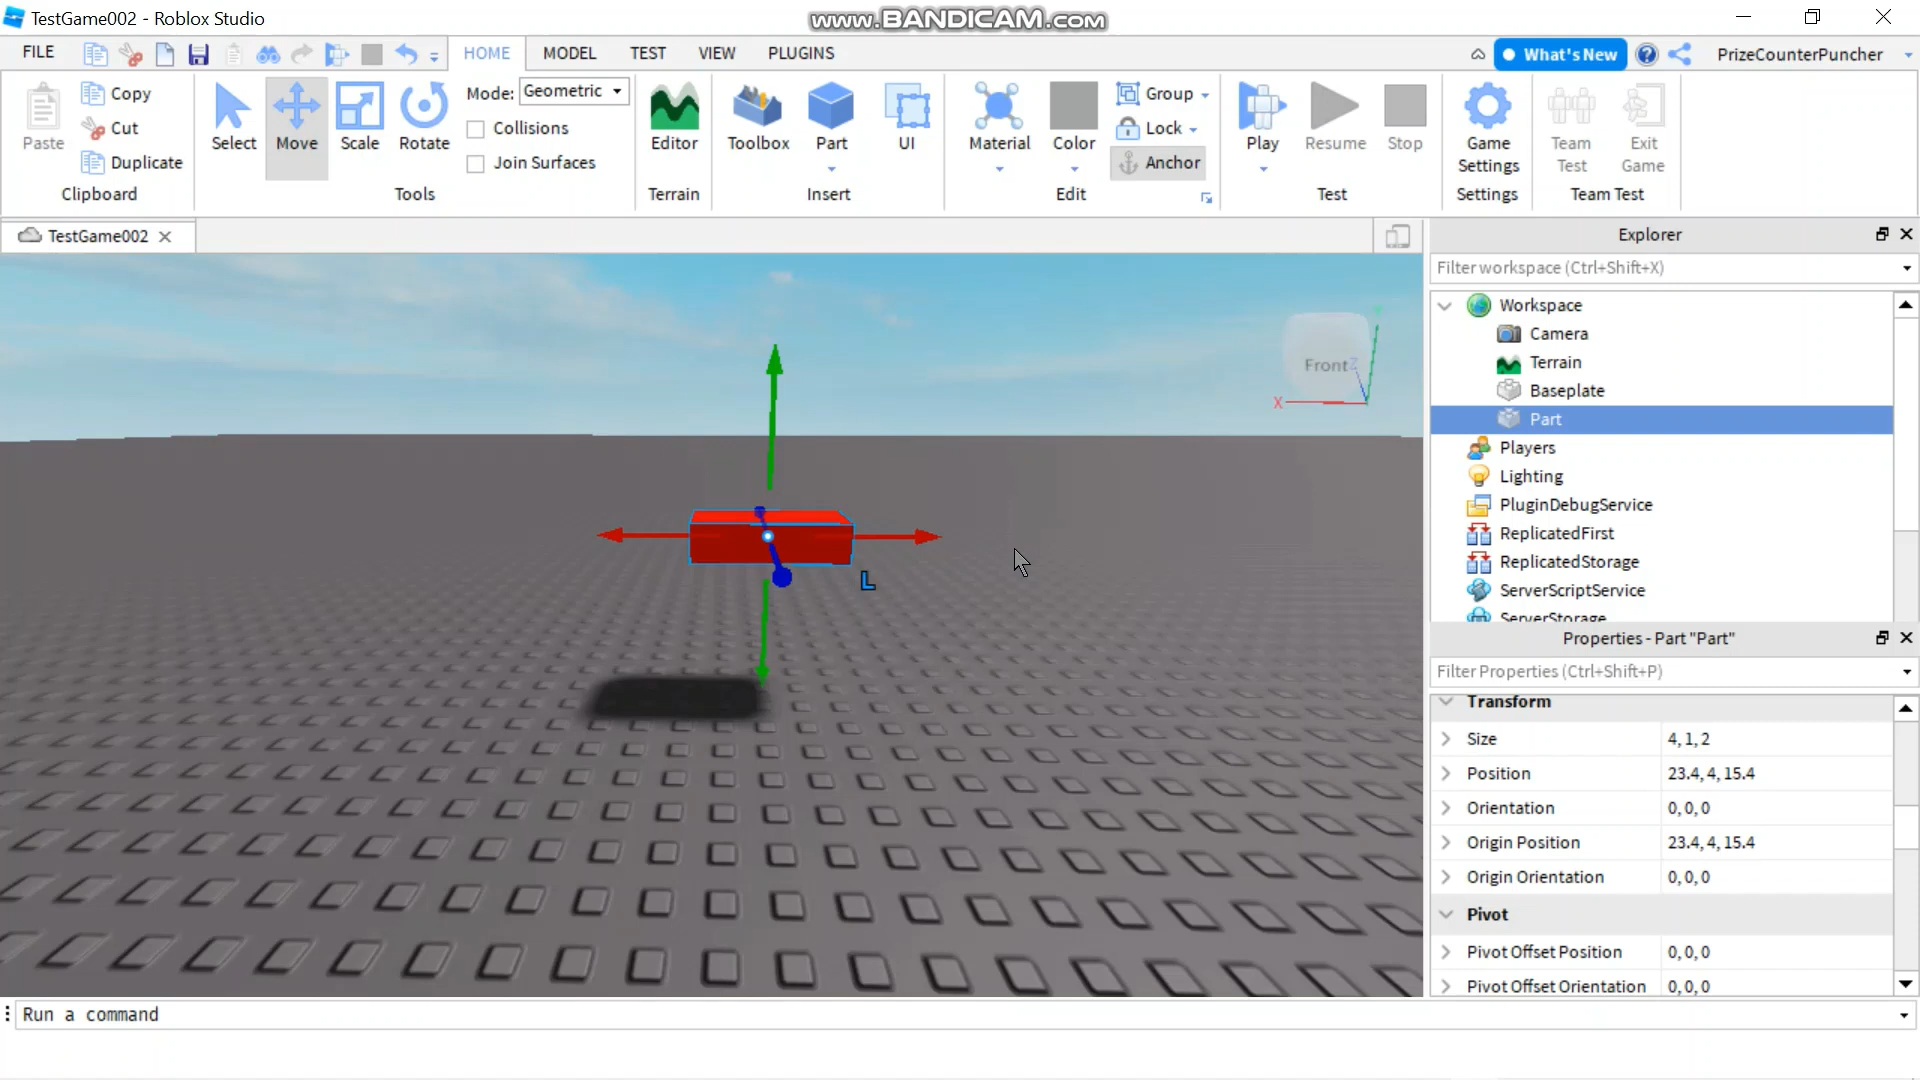 TestGame002 - Roblox Studio
www.BANDICAM.com
FILE
HOME
MODEL
TEST
VIEW
PLUGINS
What's New
PrizeCounterPuncher
Paste
Copy
Cut
Duplicate
Clipboard
Select
Move
Scale
Rotate
Mode: Geometric
Collisions
Join Surfaces
Tools
Editor
Terrain
Toolbox
Part
UI
Insert
Material
Color
Group
Lock
Anchor
Edit
Play
Resume
Stop
Test
Game
Settings
Settings
Team
Test
Exit
Game
Team Test
TestGame002
Explorer
Filter workspace (Ctrl+Shift+X)
Workspace
Camera
Terrain
Baseplate
Part
Players
Lighting
PluginDebugService
ReplicatedFirst
ReplicatedStorage
ServerScriptService
ServerStorage
Front
Z
X
L
Properties - Part "Part"
Filter Properties (Ctrl+Shift+P)
Transform
Size 4, 1, 2
Position 23.4, 4, 15.4
Orientation 0, 0, 0
Origin Position 23.4, 4, 15.4
Origin Orientation 0, 0, 0
Pivot
Pivot Offset Position 0, 0, 0
Pivot Offset Orientation 0, 0, 0
Run a command